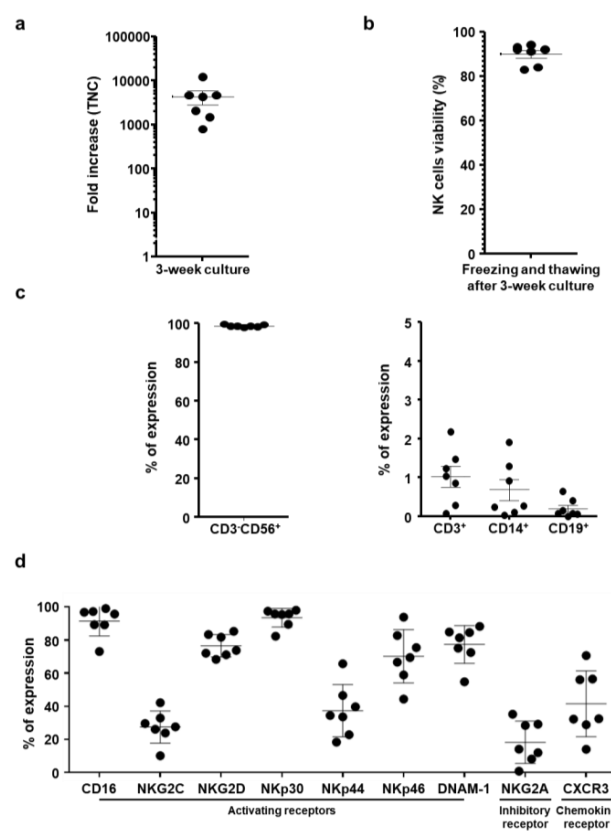 a
b
100000
10000
1000
100
10
1
Fold increase (TNC)
3-week culture
100
80
60
40
20
0
NK cells viability (%)
Freezing and thawing
after 3-week culture
c
100
80
60
40
20
0
% of expression
CD3⁻CD56⁺
5
4
3
2
1
0
% of expression
CD3⁺ CD14⁺ CD19⁺
d
100
80
60
40
20
0
% of expression
CD16 NKG2C NKG2D NKp30 NKp44 NKp46 DNAM-1 NKG2A CXCR3
Activating receptors
Inhibitory
receptor
Chemokin
receptor